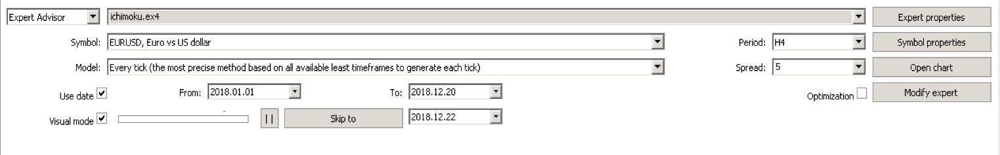 Expert Advisor ichimoku.ex4 Expert properties
Symbol: EURUSD, Euro vs US dollar Period: H4 Symbol properties
Model: Every tick (the most precise method based on all available least timeframes to generate each tick) Spread: 5 Open chart
Use date From: 2018.01.01 To: 2018.12.20 Optimization Modify expert
Visual mode Skip to 2018.12.22